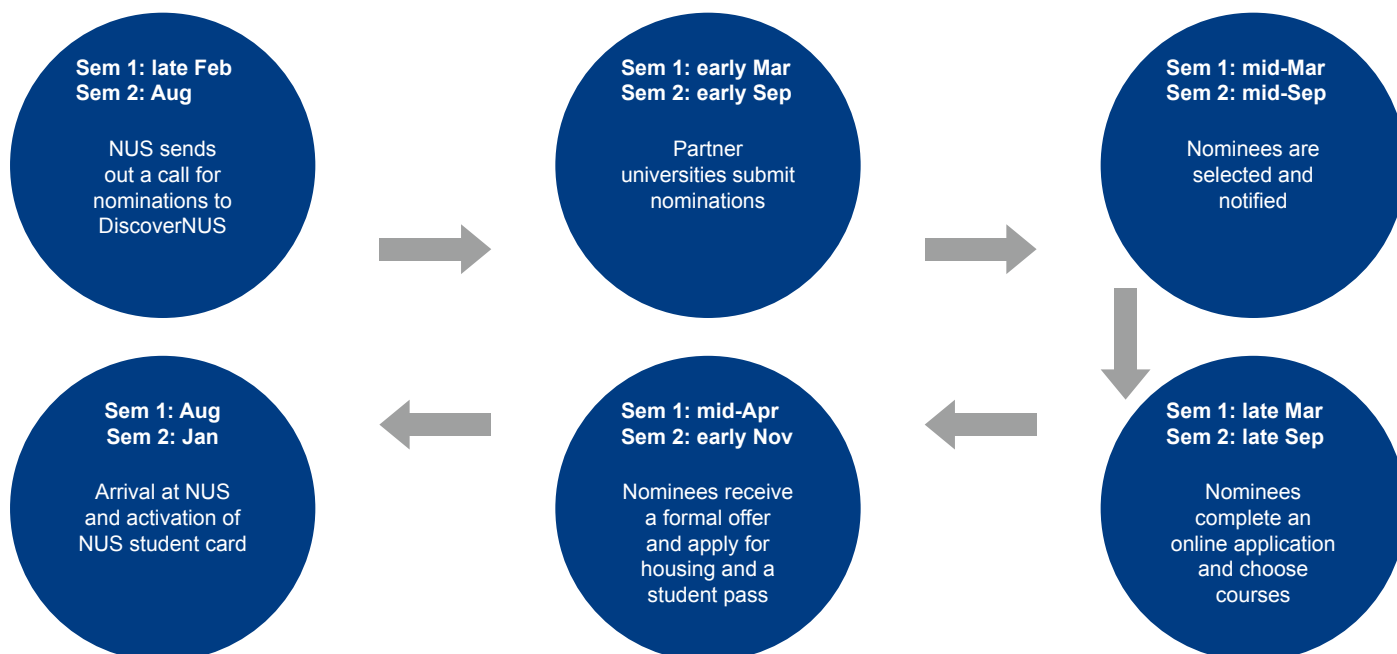 Sem 1: late Feb
Sem 2: Aug
NUS sends
out a call for
nominations to
DiscoverNUS
Sem 1: early Mar
Sem 2: early Sep
Partner
universities submit
nominations
Sem 1: mid-Mar
Sem 2: mid-Sep
Nominees are
selected and
notified
Sem 1: late Mar
Sem 2: late Sep
Nominees
complete an
online application
and choose
courses
Sem 1: mid-Apr
Sem 2: early Nov
Nominees receive
a formal offer
and apply for
housing and a
student pass
Sem 1: Aug
Sem 2: Jan
Arrival at NUS
and activation of
NUS student card